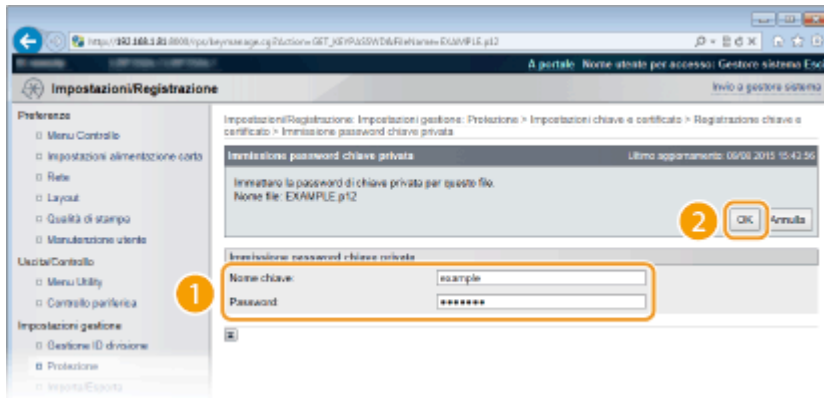 http://192.168.1.81:8000/rps/keymanage.cgi?Action=GET_KEYPASSWD&FileName=EXAMPLE.p12
A portale Nome utente per accesso: Gestore sistema Esci
Impostazioni/Registrazione
Invio a gestore sistema
Preferenze
Menu Controllo
Impostazioni alimentazione carta
Rete
Layout
Qualità di stampa
Manutenzione utente
Uscita/Controllo
Menu Utility
Controllo periferica
Impostazioni gestione
Gestione ID divisione
Protezione
Importa/Esporta
Impostazioni/Registrazione: Impostazioni gestione: Protezione > Impostazioni chiave e certificato > Registrazione chiave e
certificato > Immissione password chiave privata
Immissione password chiave privata
Ultimo aggiornamento: 2015 15:42:56
Immettere la password di chiave privata per questo file.
Nome file: EXAMPLE.p12
2
OK
Annulla
Immissione password chiave privata
1
Nome chiave:
example
Password
•••••••